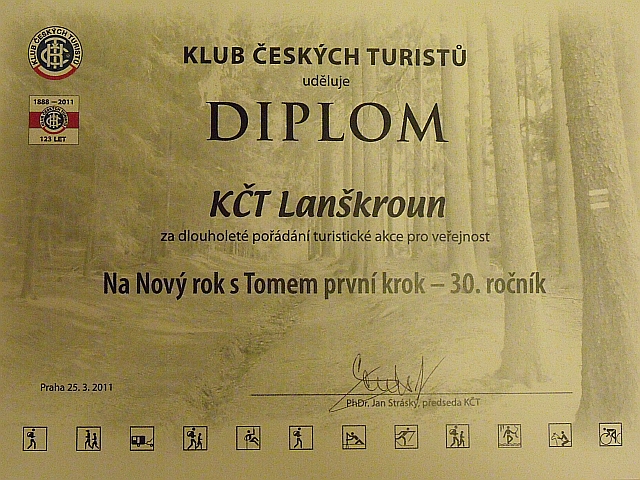 KLUB ČESKÝCH TURISTŮ
KLUB ČESKÝCH TURISTŮ
uděluje
1888 – 2011
123 LET
DIPLOM
KČT Lanškroun
za dlouholeté pořádání turistické akce pro veřejnost
Na Nový rok s Tomem první krok – 30. ročník
Praha 25. 3. 2011
PhDr. Jan Stráský, předseda KČT